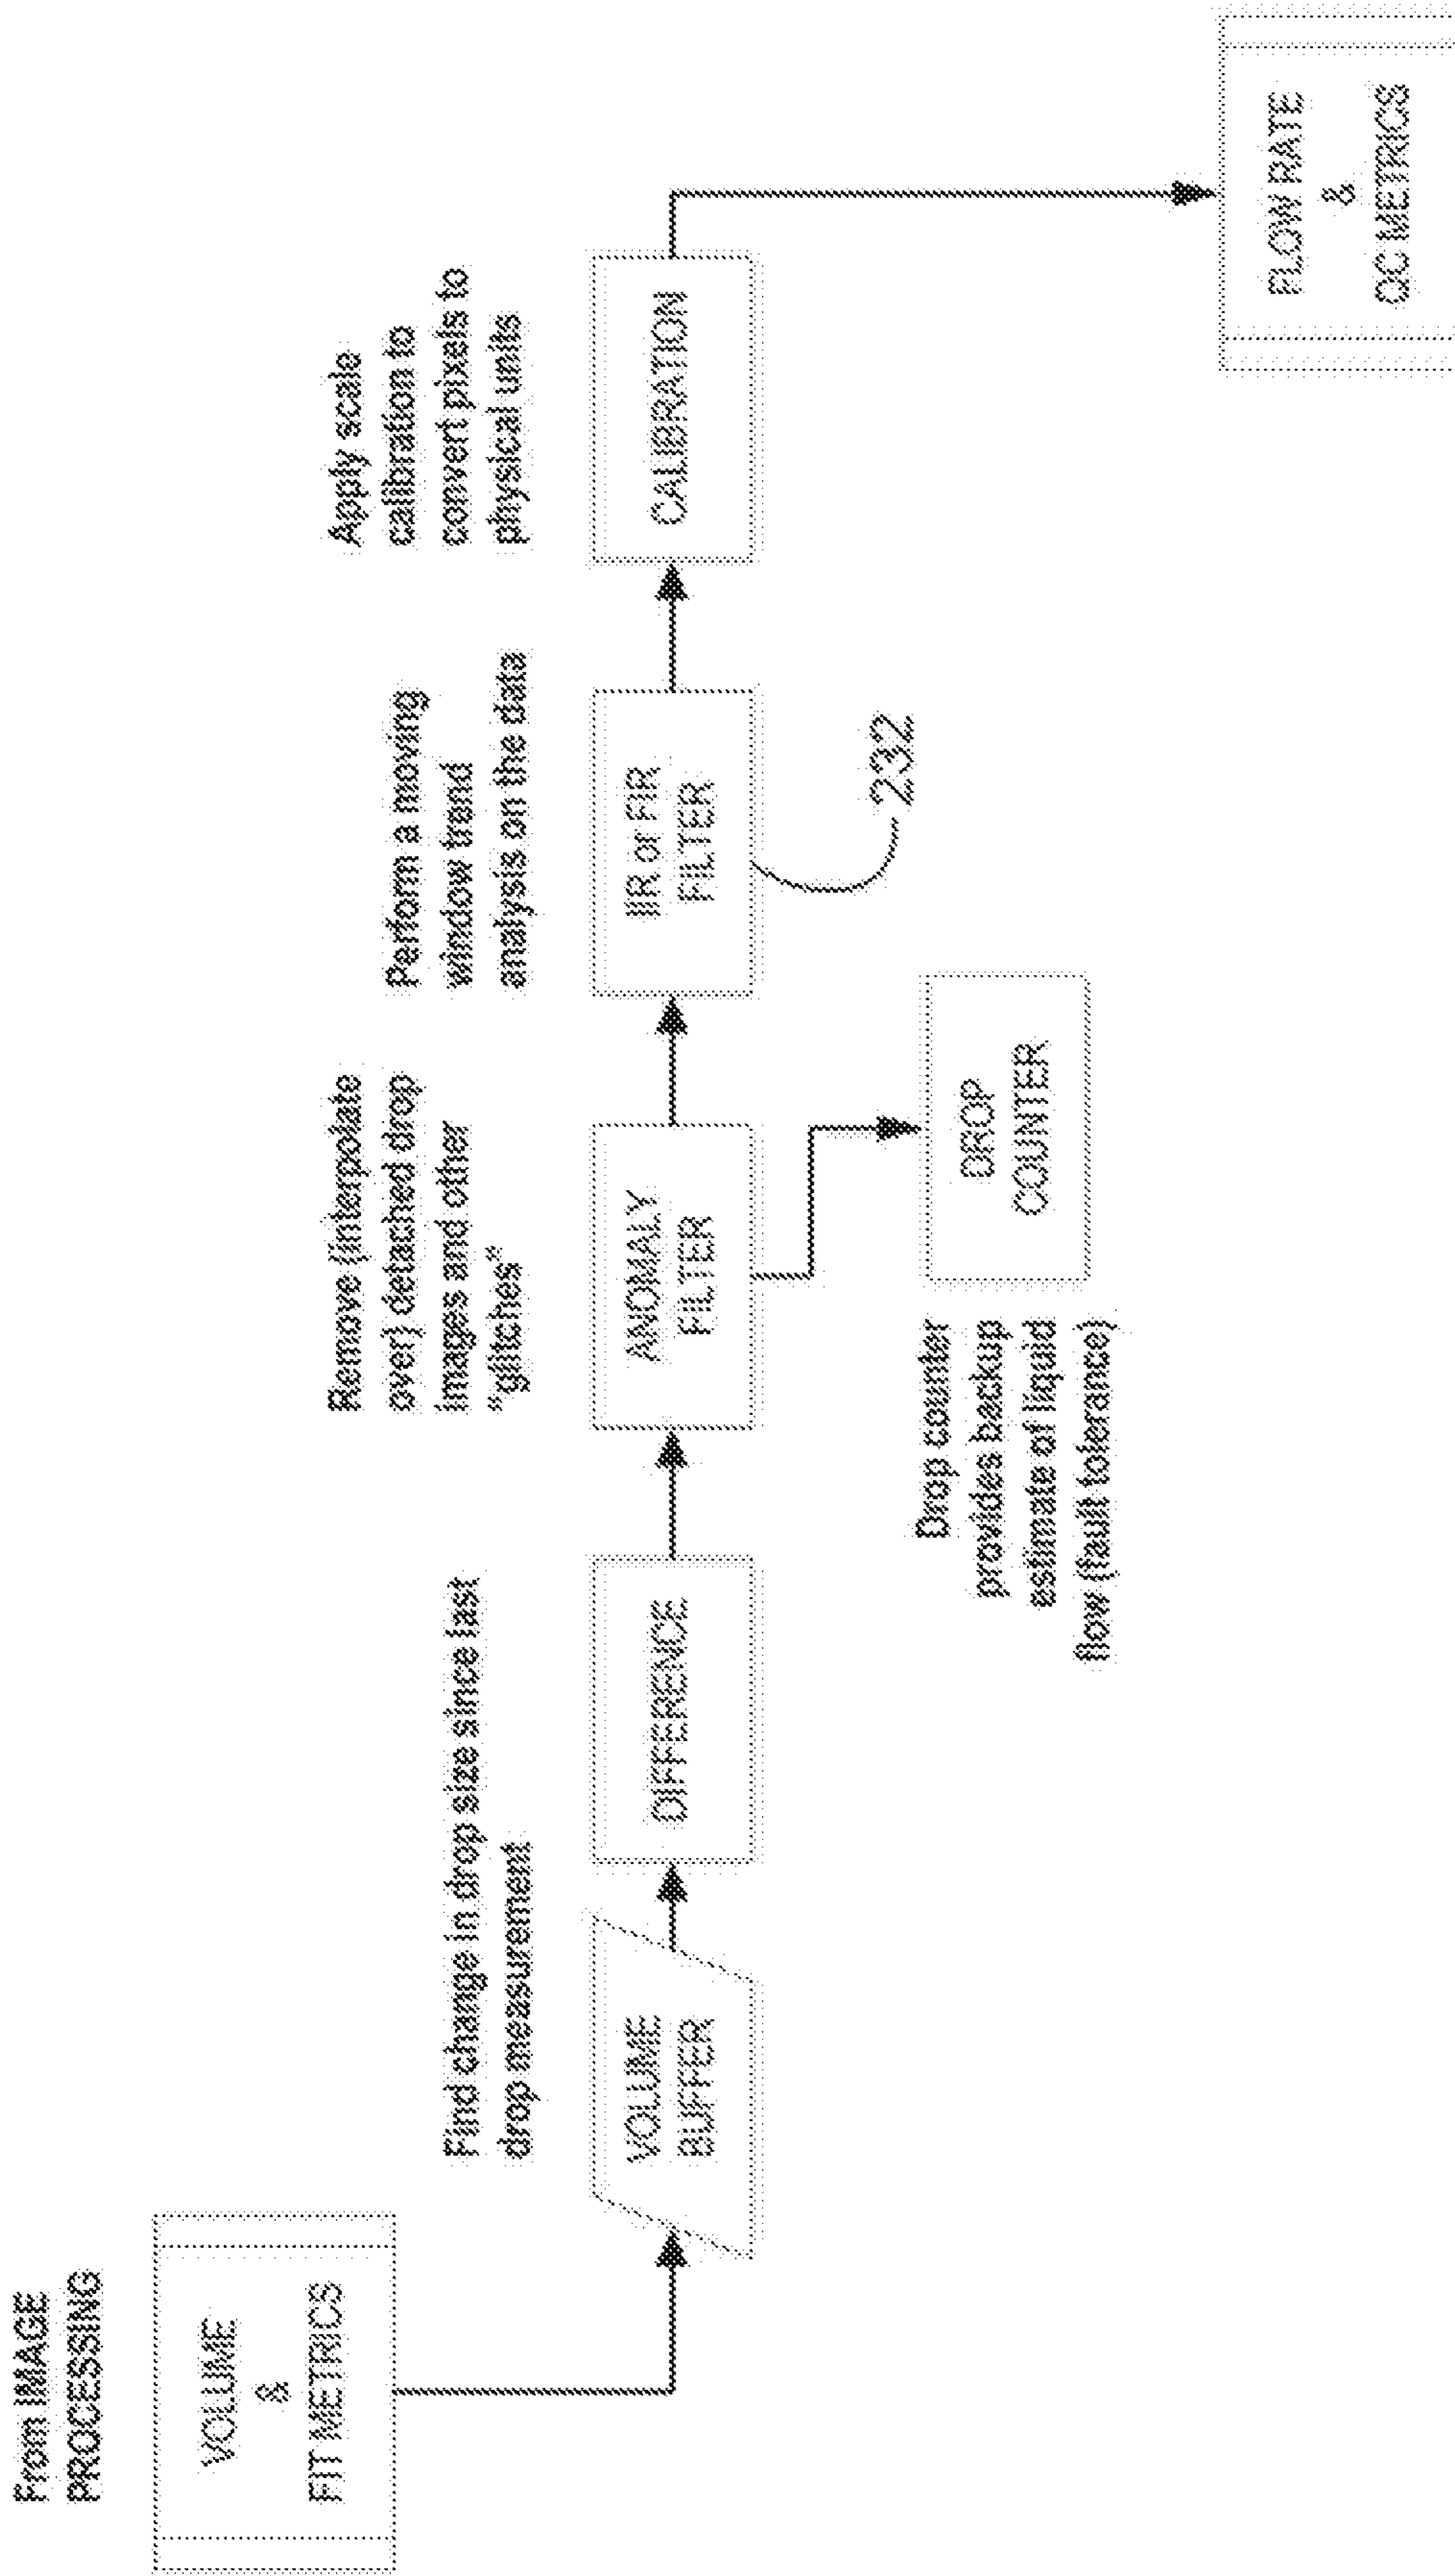 From IMAGE
PROCESSING
VOLUME
&
FIT METRICS
Find change in drop size since last
drop measurement
VOLUME
BUFFER
DIFFERENCE
Remove (interpolate
over) detached drop
images and other
"glitches"
ANOMALY
FILTER
Drop counter
provides backup
estimate of liquid
flow (fault tolerance)
DROP
COUNTER
Perform a moving
window trend
analysis on the data
IIR or FIR
FILTER
232
Apply scale
calibration to
convert pixels to
physical units
CALIBRATION
FLOW RATE
&
QC METRICS